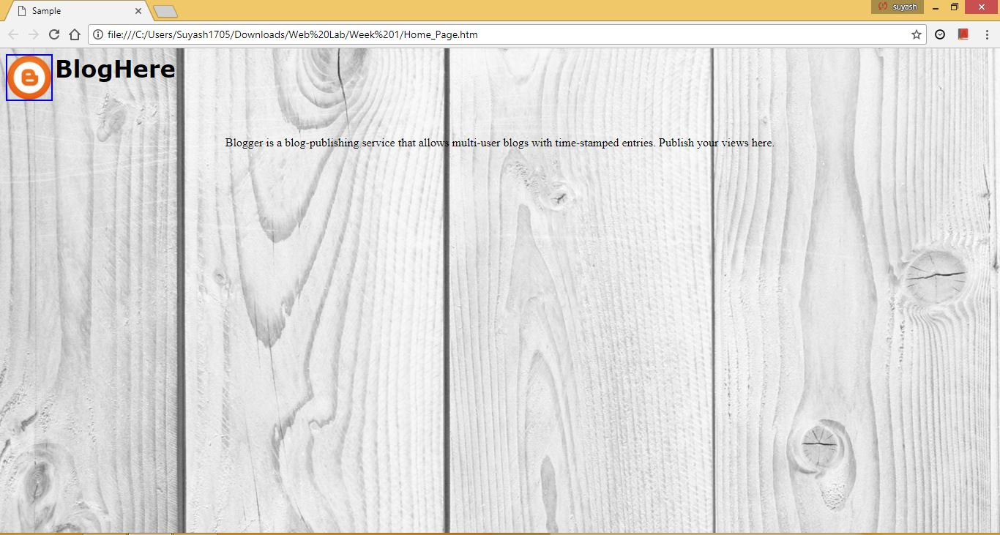 Sample
suyash
file:///C:/Users/Suyash1705/Downloads/Web%20Lab/Week%201/Home_Page.htm
BlogHere
Blogger is a blog-publishing service that allows multi-user blogs with time-stamped entries. Publish your views here.